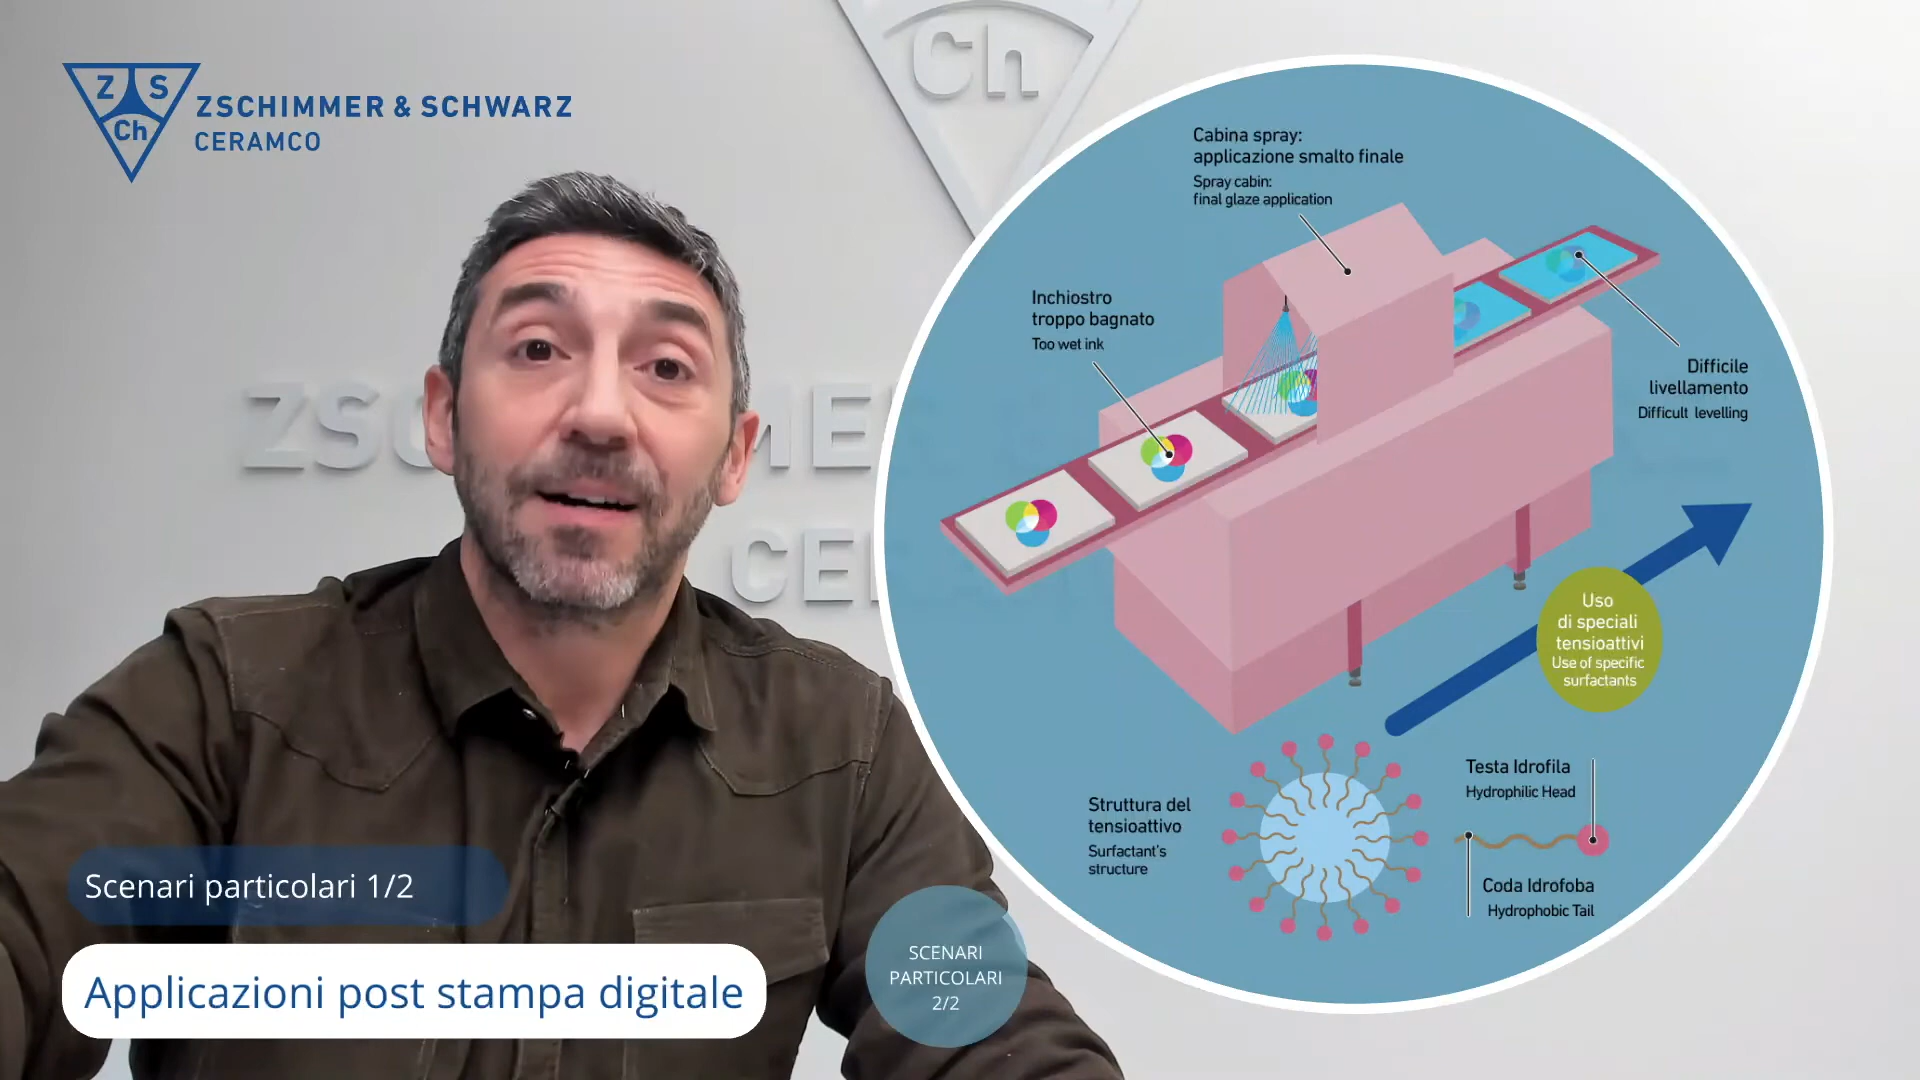 Z S
Ch
ZSCHIMMER & SCHWARZ
CERAMCO
Ch
Cabina spray:
applicazione smalto finale
Spray cabin:
final glaze application
Inchiostro
troppo bagnato
Too wet ink
Difficile
livellamento
Difficult levelling
Uso
di speciali
tensioattivi
Use of specific
surfactants
Struttura del
tensioattivo
Surfactant's
structure
Testa Idrofila
Hydrophilic Head
Coda Idrofoba
Hydrophobic Tail
Scenari particolari 1/2
Applicazioni post stampa digitale
SCENARI
PARTICOLARI
2/2